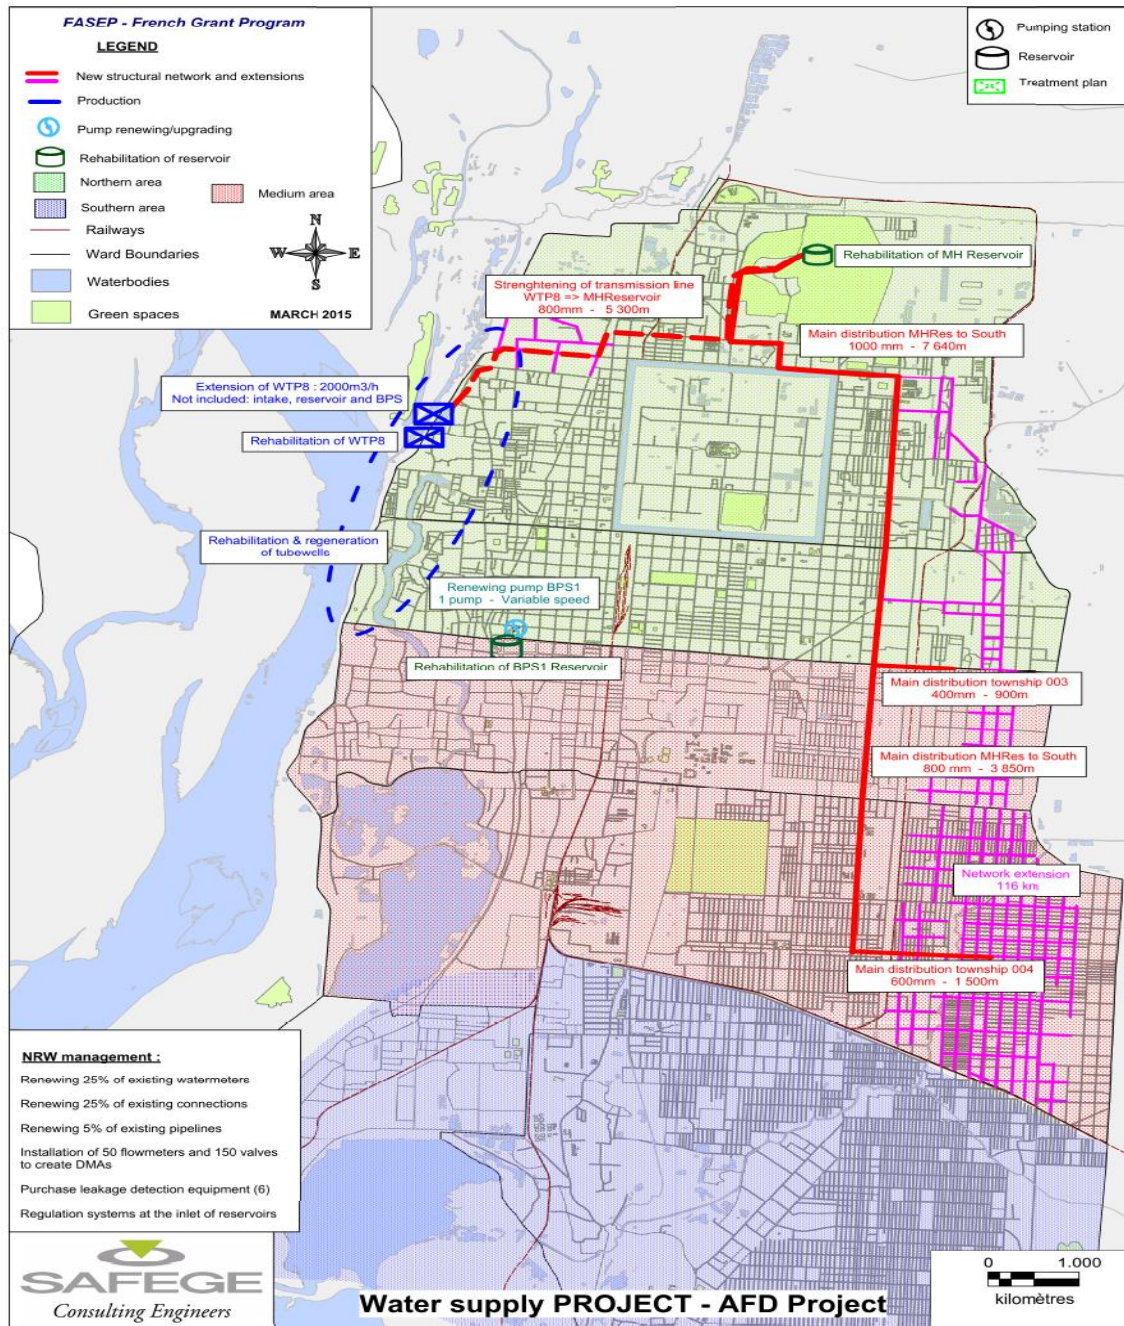 FASEP - French Grant Program
LEGEND
New structural network and extensions
Production
Pump renewing/upgrading
Rehabilitation of reservoir
Northern area
Medium area
Southern area
Railways
Ward Boundaries
Waterbodies
Green spaces
N
W
E
S
MARCH 2015
Pumping station
Reservoir
Treatment plan
Rehabilitation of MH Reservoir
Strenghtening of transmission line
WTP8 => MHReservoir
800mm - 5 300m
Main distribution MHRes to South
1000 mm - 7 640m
Extension of WTP8 : 2000m3/h
Not included: intake, reservoir and BPS
Rehabilitation of WTP8
Rehabilitation & regeneration
of tubewells
Renewing pump BPS1
1 pump - Variable speed
Rehabilitation of BPS1 Reservoir
Main distribution township 003
400mm - 900m
Main distribution MHRes to South
800 mm - 3 850m
Network extension
116 km
Main distribution township 004
600mm - 1 500m
NRW management :
Renewing 25% of existing watermeters
Renewing 25% of existing connections
Renewing 5% of existing pipelines
Installation of 50 flowmeters and 150 valves
to create DMAs
Purchase leakage detection equipment (6)
Regulation systems at the inlet of reservoirs
SAFEGE
Consulting Engineers
Water supply PROJECT - AFD Project
0
1.000
kilomètres